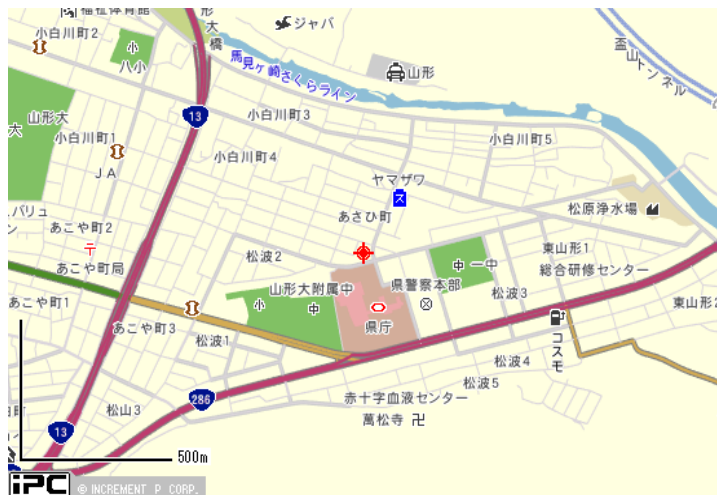 福祉体育館
形大橋
ジャバ
小白川町2
小
八小
馬見ヶ崎さくらライン
山形
盃山トンネル
山形大
大
13
小白川町3
小白川町1
小白川町5
JA
小白川町4
ヤマザワ
ス
あさひ町
松原浄水場
スバリュ
ン
あこや町2
〒
あこや町局
松波2
東山形1
中 一中
総合研修センター
山形大附属中
県警察本部
小 中
松波3
あこや町1
あこや町3
県庁
東山形2
コスモ
松波1
松波4
松波5
286
赤十字血液センター
松山3
萬松寺 卍
13
500m
iPC © INCREMENT P CORP.